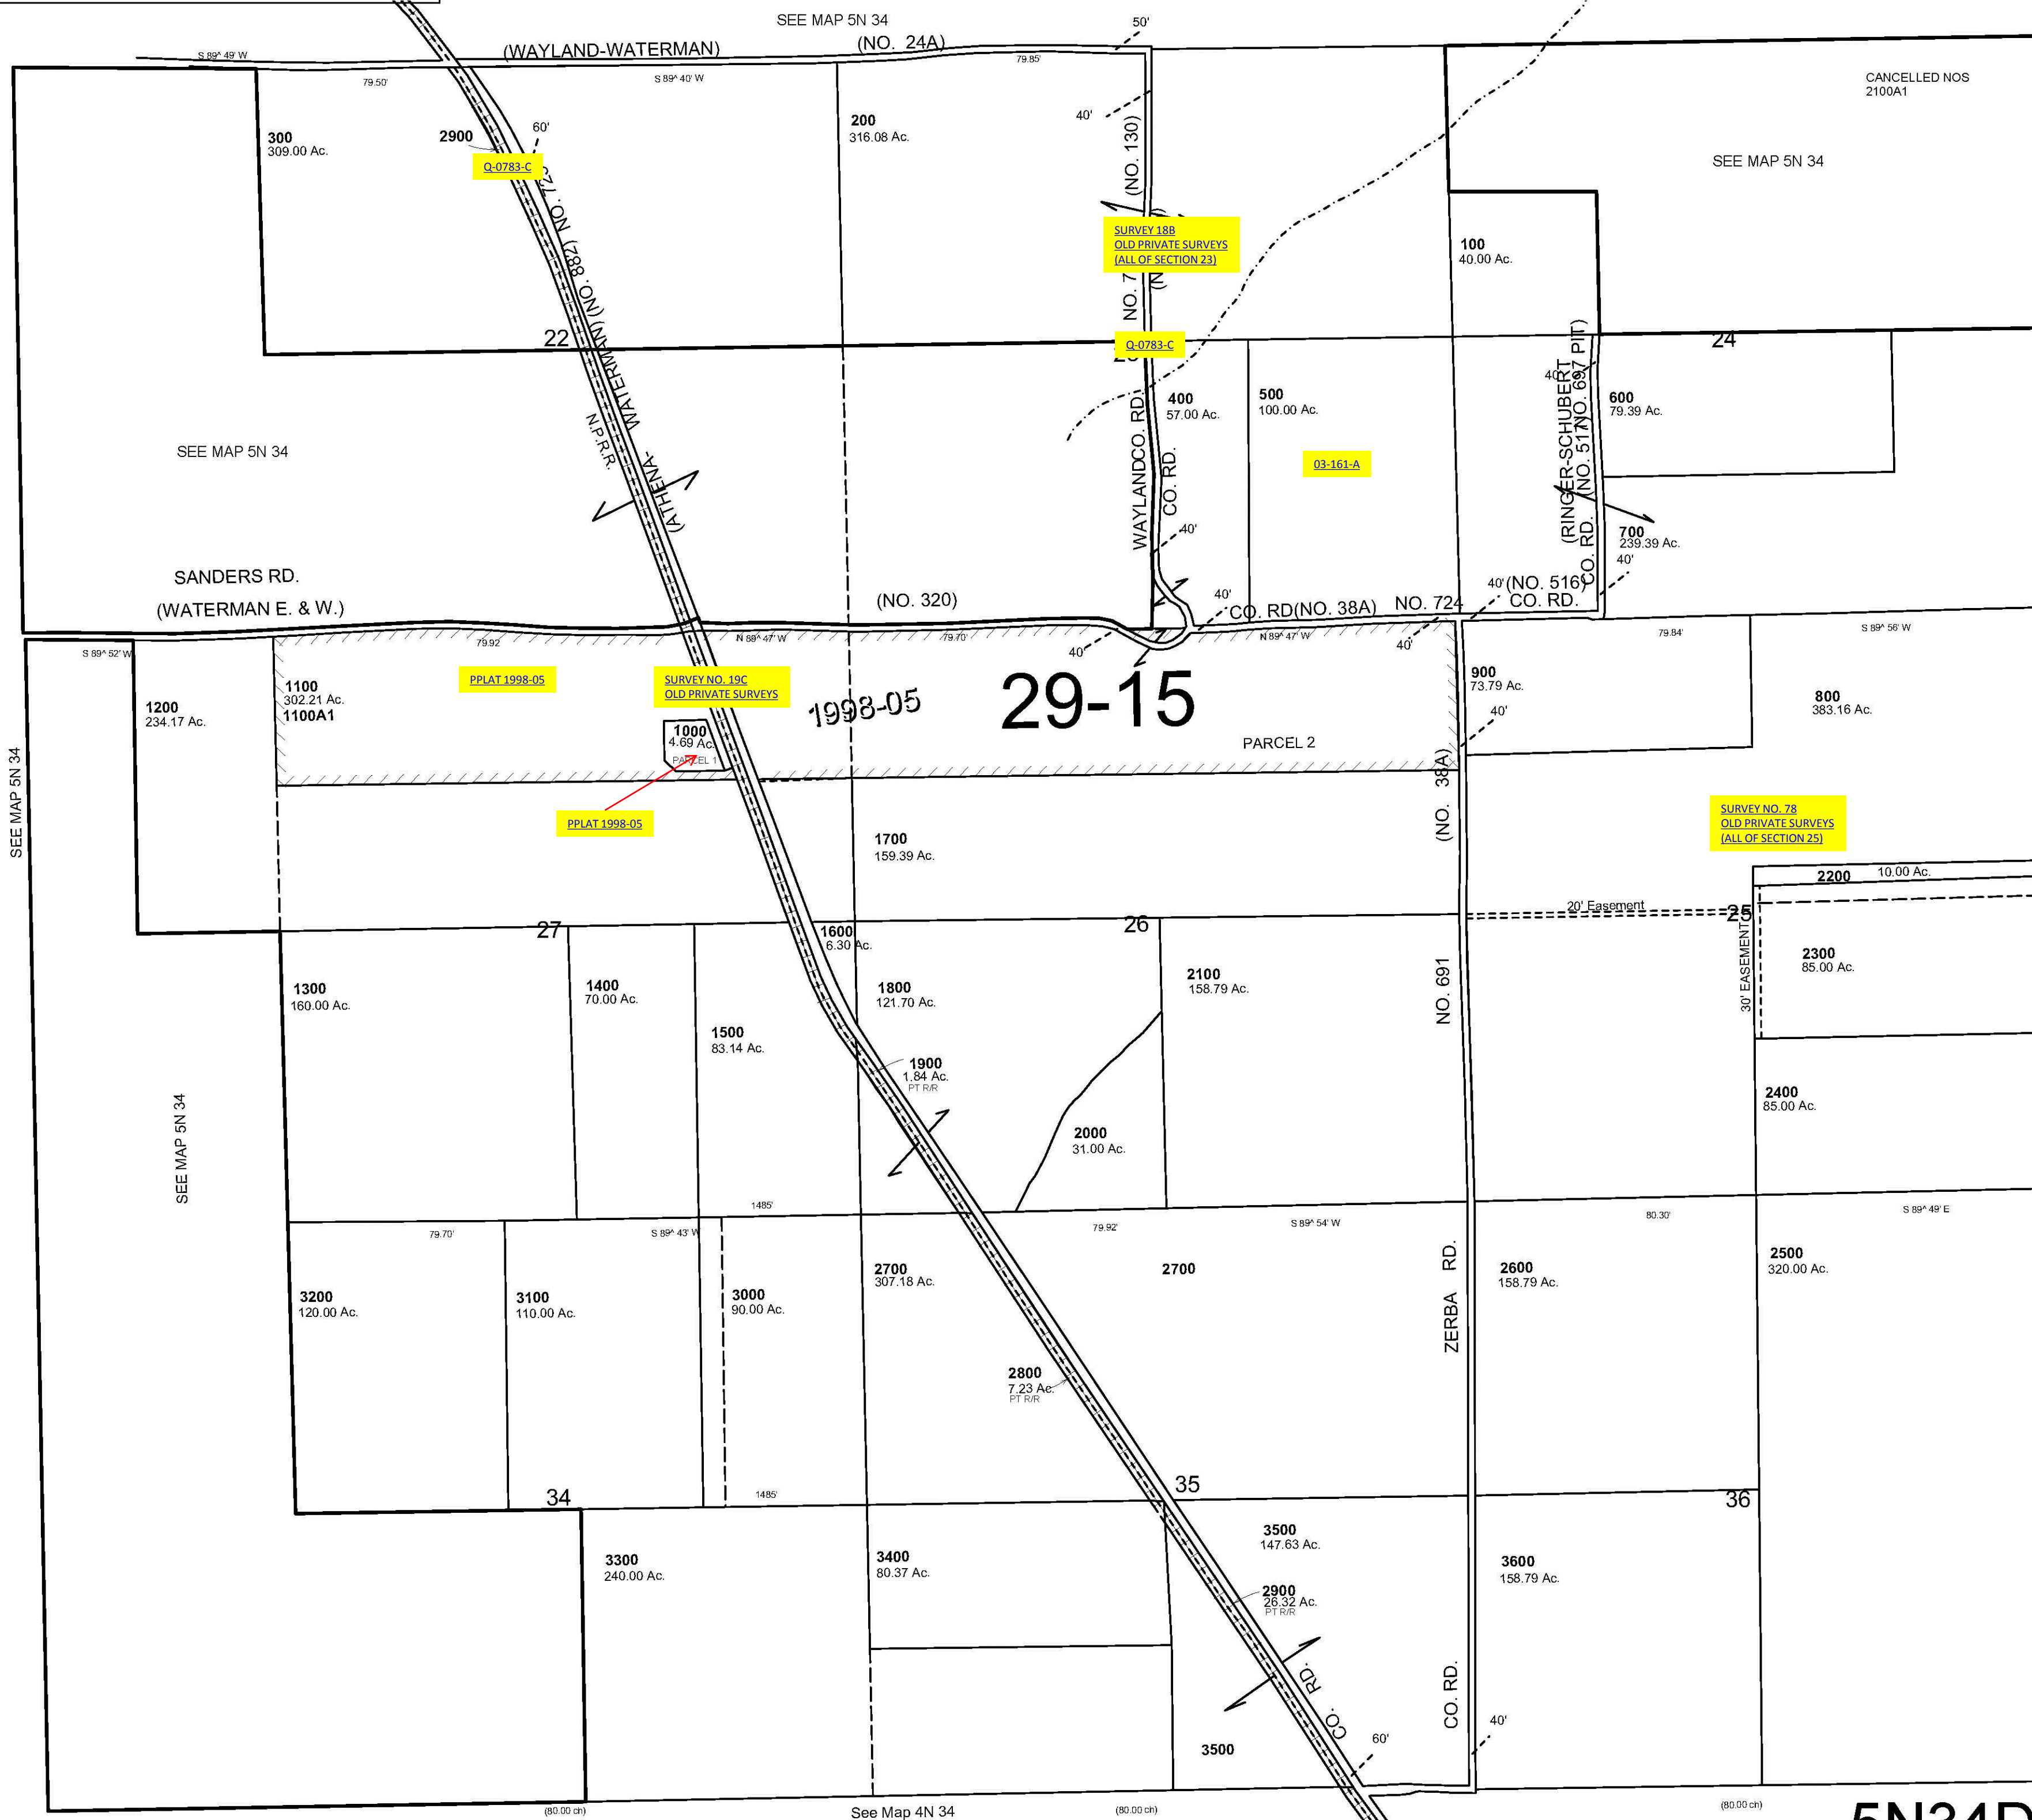 SEE MAP 5N 34
50'
(WAYLAND-WATERMAN)
(NO. 24A)
S 89^ 49' W
79.50'
S 89^ 40' W
79.85'
CANCELLED NOS
2100A1
40'
300
309.00 Ac.
2900
60'
200
316.08 Ac.
(NO. 130)
SEE MAP 5N 34
Q-0783-C
SURVEY 18B
OLD PRIVATE SURVEYS
(ALL OF SECTION 23)
100
40.00 Ac.
(ATHENA-
WATERMAN)
(NO. 882)
N.P.R.R.
22
Q-0783-C
24
400
57.00 Ac.
500
100.00 Ac.
600
79.39 Ac.
40'
(RINGER-SCHUBERT
NO. 697 PIT)
(NO. 517)
CO. RD.
SEE MAP 5N 34
WAYLAND
CO. RD.
CO. RD.
03-161-A
40'
700
239.39 Ac.
40'
SANDERS RD.
(WATERMAN E. & W.)
(NO. 320)
40'
CO. RD.
(NO. 38A)
NO. 724
40'
(NO. 516)
CO. RD.
S 89^ 52' W
79.92
N 89^ 47' W
79.70'
40'
N 89^ 47' W
40'
79.84'
S 89^ 56' W
PPLAT 1998-05
SURVEY NO. 19C
OLD PRIVATE SURVEYS
1100
302.21 Ac.
1100A1
1200
234.17 Ac.
1998-05
29-15
900
73.79 Ac.
40'
800
383.16 Ac.
1000
4.69 Ac.
PARCEL 1
PARCEL 2
SEE MAP 5N 34
PPLAT 1998-05
1700
159.39 Ac.
(NO. 38A)
SURVEY NO. 78
OLD PRIVATE SURVEYS
(ALL OF SECTION 25)
2200
10.00 Ac.
20' Easement
25
27
1600
6.30 Ac.
26
30' EASEMENT
2300
85.00 Ac.
1300
160.00 Ac.
1400
70.00 Ac.
1800
121.70 Ac.
2100
158.79 Ac.
NO. 691
1500
83.14 Ac.
1900
1.84 Ac.
PT R/R
2400
85.00 Ac.
SEE MAP 5N 34
2000
31.00 Ac.
1485'
79.70'
S 89^ 43' W
79.92'
S 89^ 54' W
80.30'
S 89^ 49' E
3200
120.00 Ac.
3100
110.00 Ac.
3000
90.00 Ac.
2700
307.18 Ac.
2700
ZERBA RD.
2600
158.79 Ac.
2500
320.00 Ac.
2800
7.23 Ac.
PT R/R
34
1485'
35
36
3300
240.00 Ac.
3400
80.37 Ac.
3500
147.63 Ac.
3600
158.79 Ac.
2900
26.32 Ac.
PT R/R
CO. RD.
CO. RD.
60'
40'
3500
(80.00 ch)
See Map 4N 34
(80.00 ch)
(80.00 ch)
5N34D